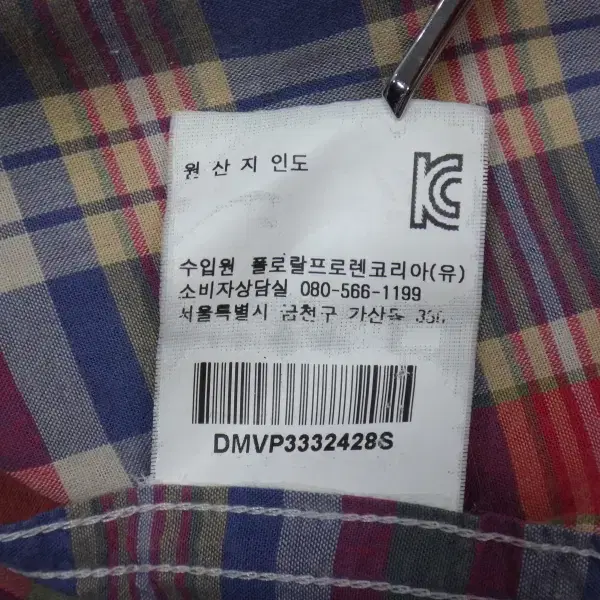 원 산 지 인도
KC
수입원 폴로랄프로렌코리아(유)
소비자상담실 080-566-1199
서울특별시 금천구 가산동
DMVP3332428S